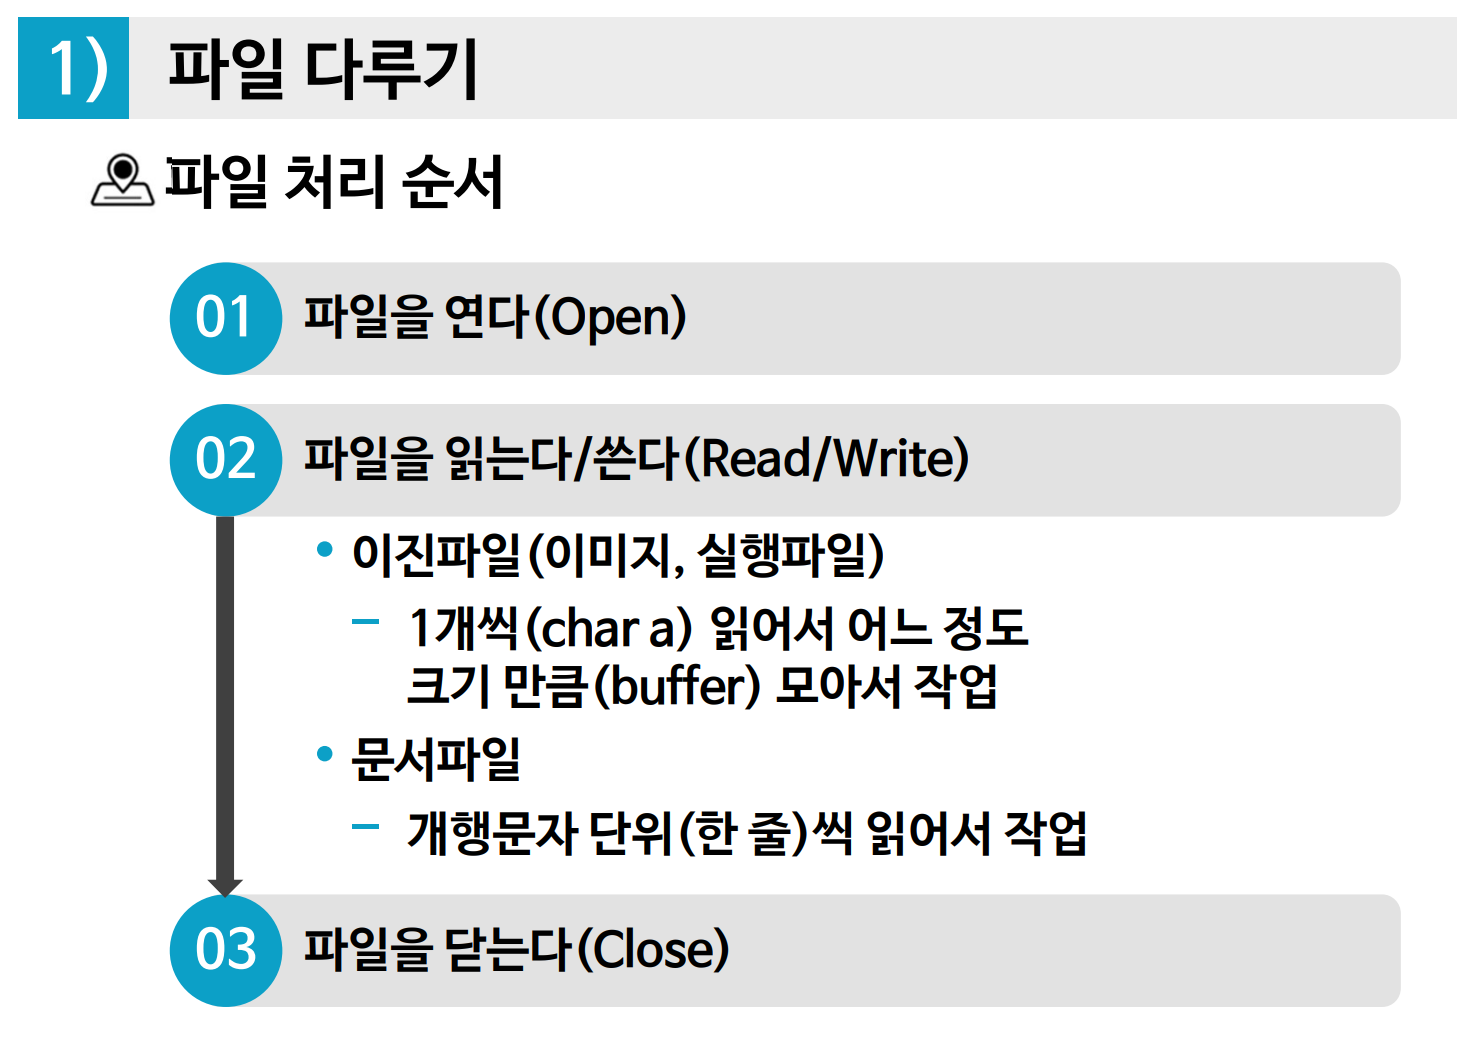 1) 파일 다루기
파일 처리 순서
01 파일을 연다(Open)
02 파일을 읽는다/쓴다(Read/Write)
• 이진파일(이미지, 실행파일)
– 1개씩(char a) 읽어서 어느 정도
크기 만큼(buffer) 모아서 작업
• 문서파일
– 개행문자 단위(한 줄)씩 읽어서 작업
03 파일을 닫는다(Close)